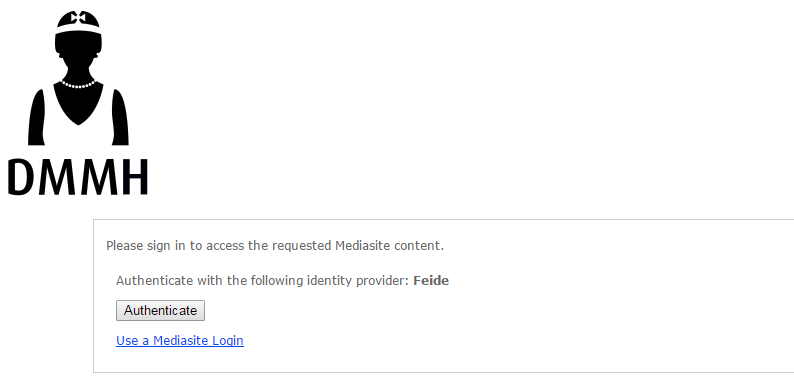 DMMH
Please sign in to access the requested Mediasite content.
Authenticate with the following identity provider: Feide
Authenticate
Use a Mediasite Login